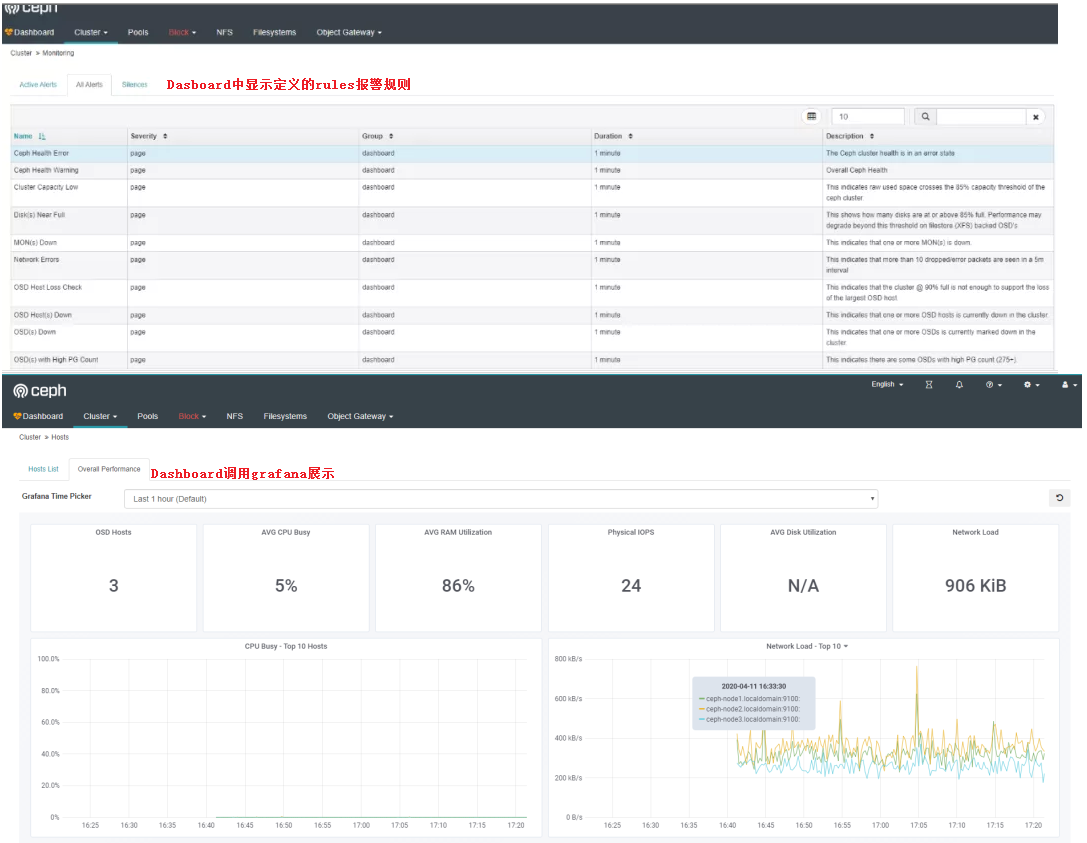 ceph
Dashboard Cluster Pools Block NFS Filesystems Object Gateway
Cluster » Monitoring
Active Alerts All Alerts Silences Dasboard中显示定义的rules报警规则
10
Name Severity Group Duration Description
Ceph Health Error page dashboard 1 minute The Ceph cluster health is in an error state
Ceph Health Warning page dashboard 1 minute Overall Ceph Health
Cluster Capacity Low page dashboard 1 minute This indicates raw used space crosses the 85% capacity threshold of the
ceph cluster.
Disk(s) Near Full page dashboard 1 minute This shows how many disks are at or above 85% full. Performance may
degrade beyond this threshold on filestore (XFS) backed OSD's.
MON(s) Down page dashboard 1 minute This indicates that one or more MON(s) is down.
Network Errors page dashboard 1 minute This indicates that more than 10 dropped/error packets are seen in a 5m
interval
OSD Host Loss Check page dashboard 1 minute This indicates that the cluster @ 90% full is not enough to support the loss
of the largest OSD host.
OSD Host(s) Down page dashboard 1 minute This indicates that one or more OSD hosts is currently down in the cluster.
OSD(s) Down page dashboard 1 minute This indicates that one or more OSDs is currently marked down in the
cluster.
OSD(s) with High PG Count page dashboard 1 minute This indicates there are some OSDs with high PG count (275+).
ceph English
Dashboard Cluster Pools Block NFS Filesystems Object Gateway
Cluster » Hosts
Hosts List Overall Performance Dashboard调用grafana展示
Grafana Time Picker Last 1 hour (Default)
OSD Hosts AVG CPU Busy AVG RAM Utilization Physical IOPS AVG Disk Utilization Network Load
3 5% 86% 24 N/A 906 KiB
CPU Busy - Top 10 Hosts Network Load - Top 10
100.0% 800 kB/s
80.0%
2020-04-11 16:33:30
60.0% 600 kB/s ceph-node1.localdomain:9100:
ceph-node2.localdomain:9100:
ceph-node3.localdomain:9100:
40.0% 400 kB/s
20.0% 200 kB/s
0% 0 B/s
16:25 16:30 16:35 16:40 16:45 16:50 16:55 17:00 17:05 17:10 17:15 17:20 16:25 16:30 16:35 16:40 16:45 16:50 16:55 17:00 17:05 17:10 17:15 17:20